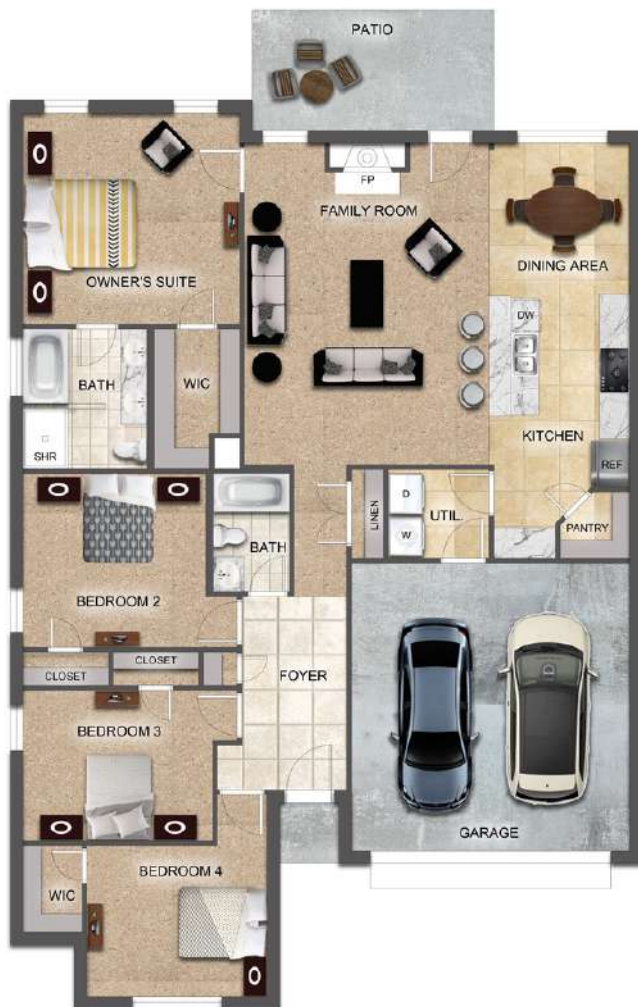 PATIO
FP
FAMILY ROOM
OWNER'S SUITE
DINING AREA
DW
BATH
WIC
SHR
KITCHEN
REF
D
LINEN
UTIL.
PANTRY
W
BATH
BEDROOM 2
CLOSET
CLOSET
FOYER
BEDROOM 3
GARAGE
BEDROOM 4
WIC